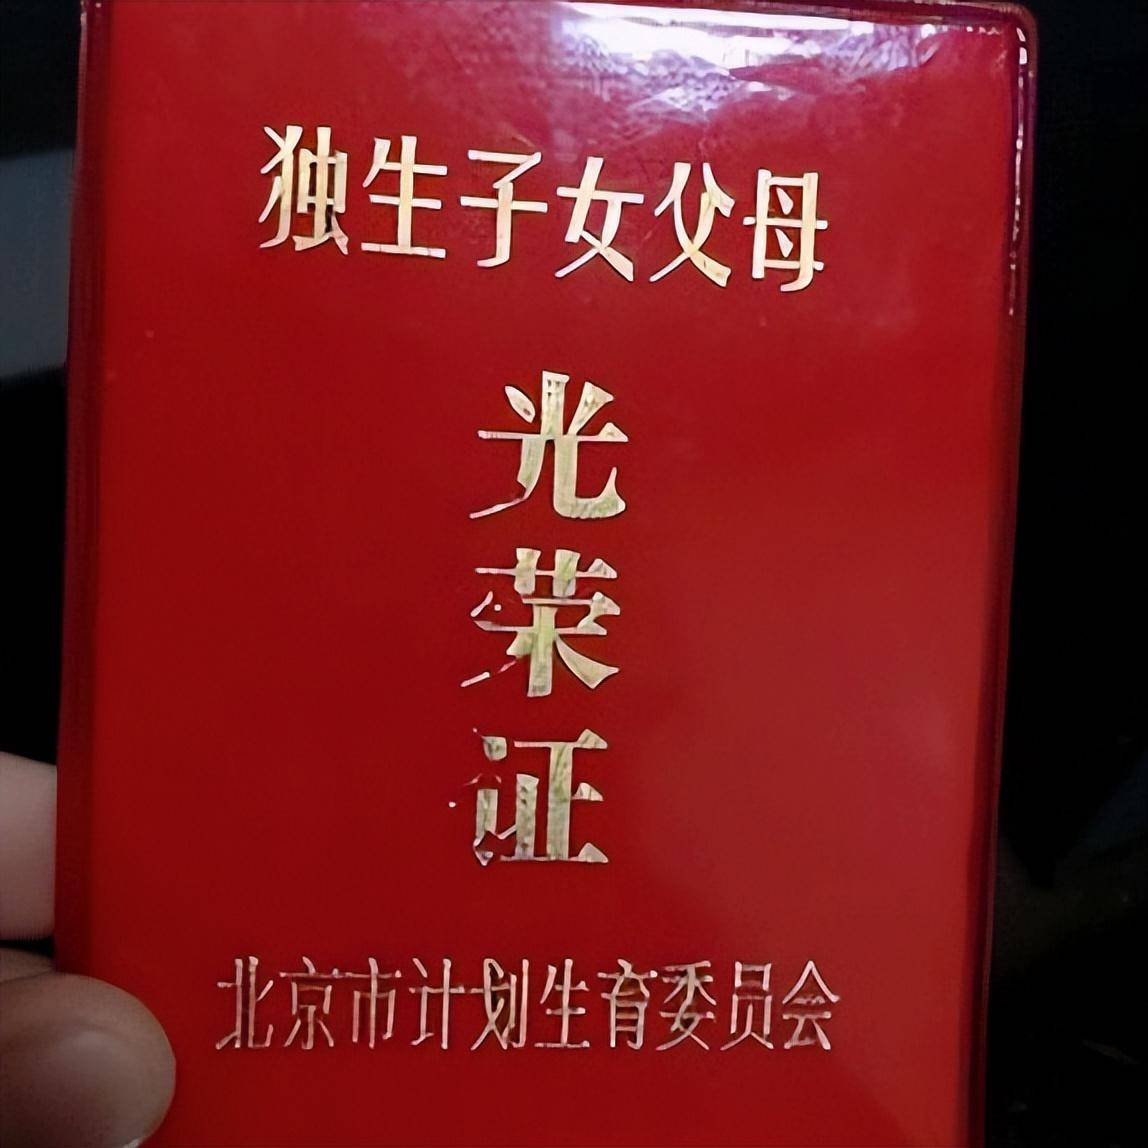 独生子女父母
光
荣
证
北京市计划生育委员会